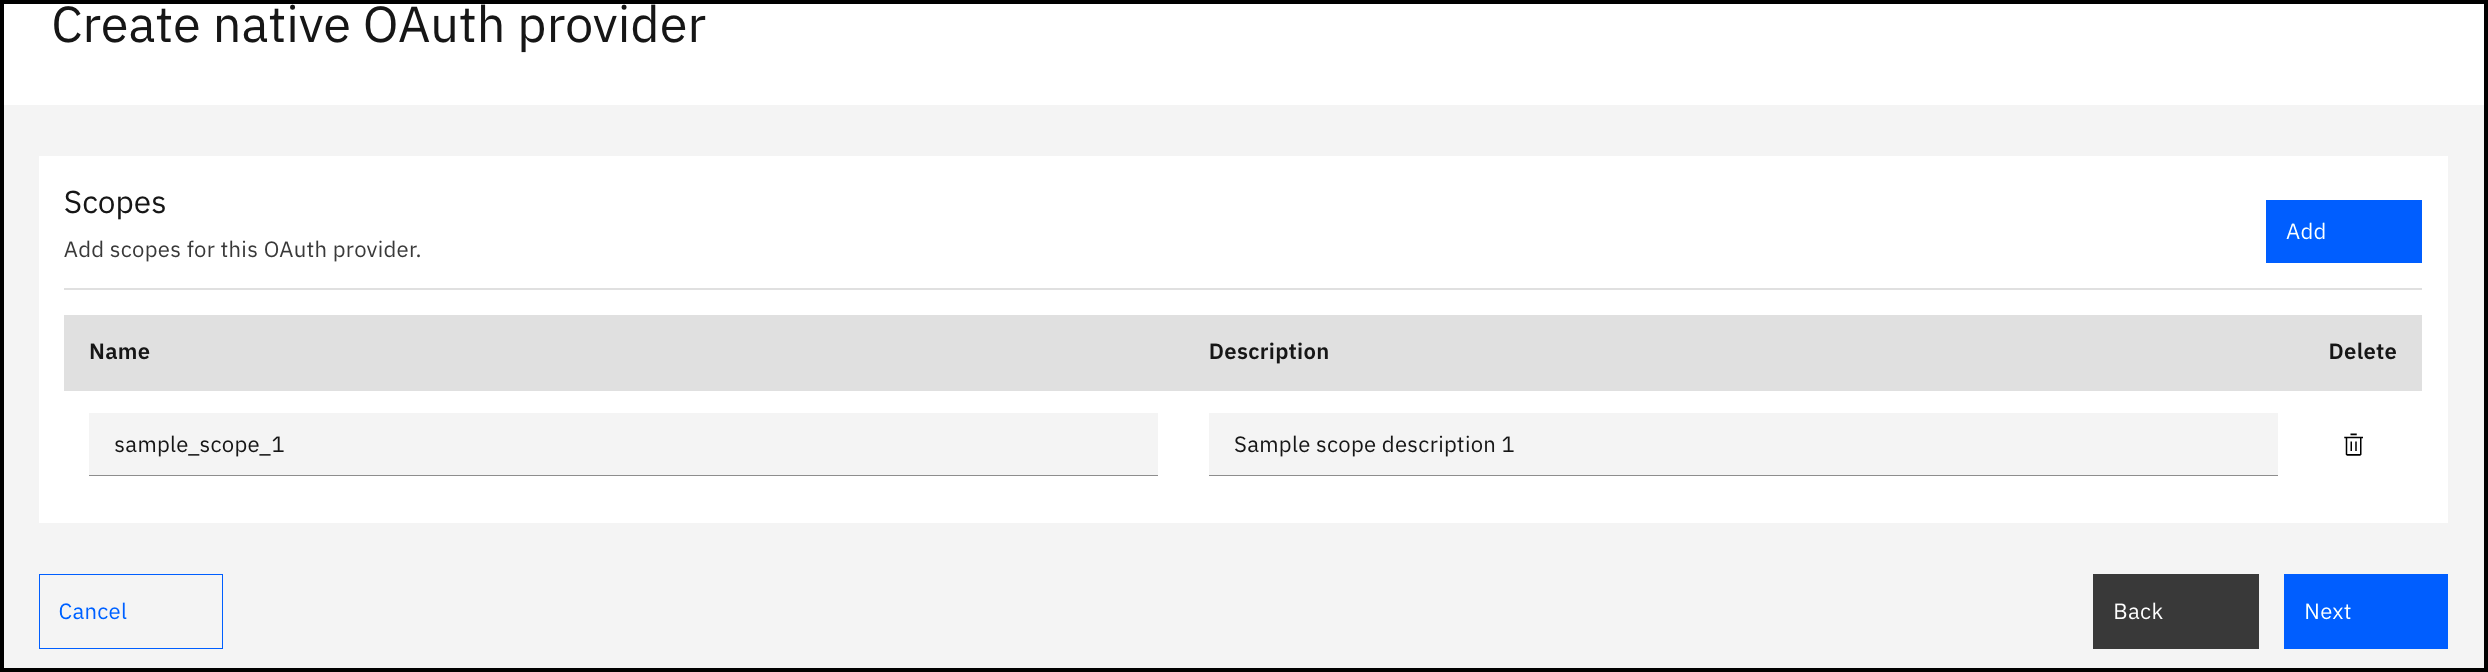 Create native OAuth provider
Scopes
Add scopes for this OAuth provider.
Add
Name Description Delete
sample_scope_1 Sample scope description 1
Cancel Back Next